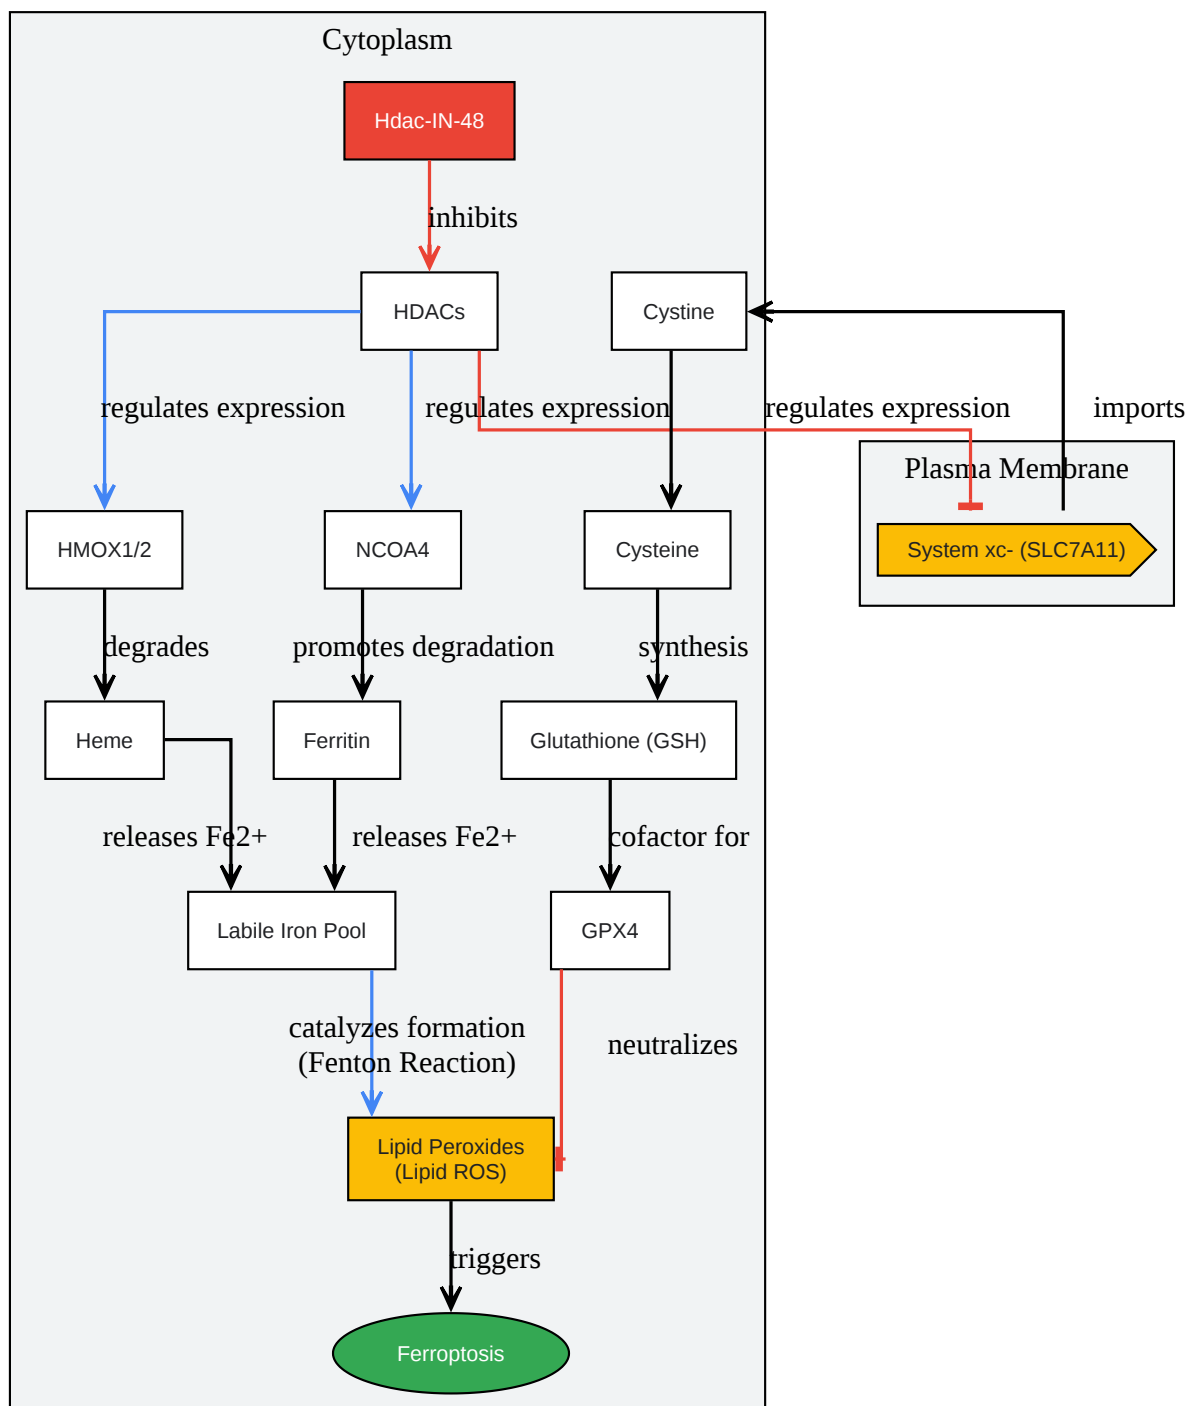 Cytoplasm
Hdac-IN-48
inhibits
HDACs
Cystine
regulates expression
regulates expression
regulates expression
imports
Plasma Membrane
HMOX1/2
NCOA4
Cysteine
System xc- (SLC7A11)
degrades
promotes degradation
synthesis
Heme
Ferritin
Glutathione (GSH)
releases Fe2+
releases Fe2+
cofactor for
Labile Iron Pool
GPX4
catalyzes formation
(Fenton Reaction)
neutralizes
Lipid Peroxides
(Lipid ROS)
triggers
Ferroptosis